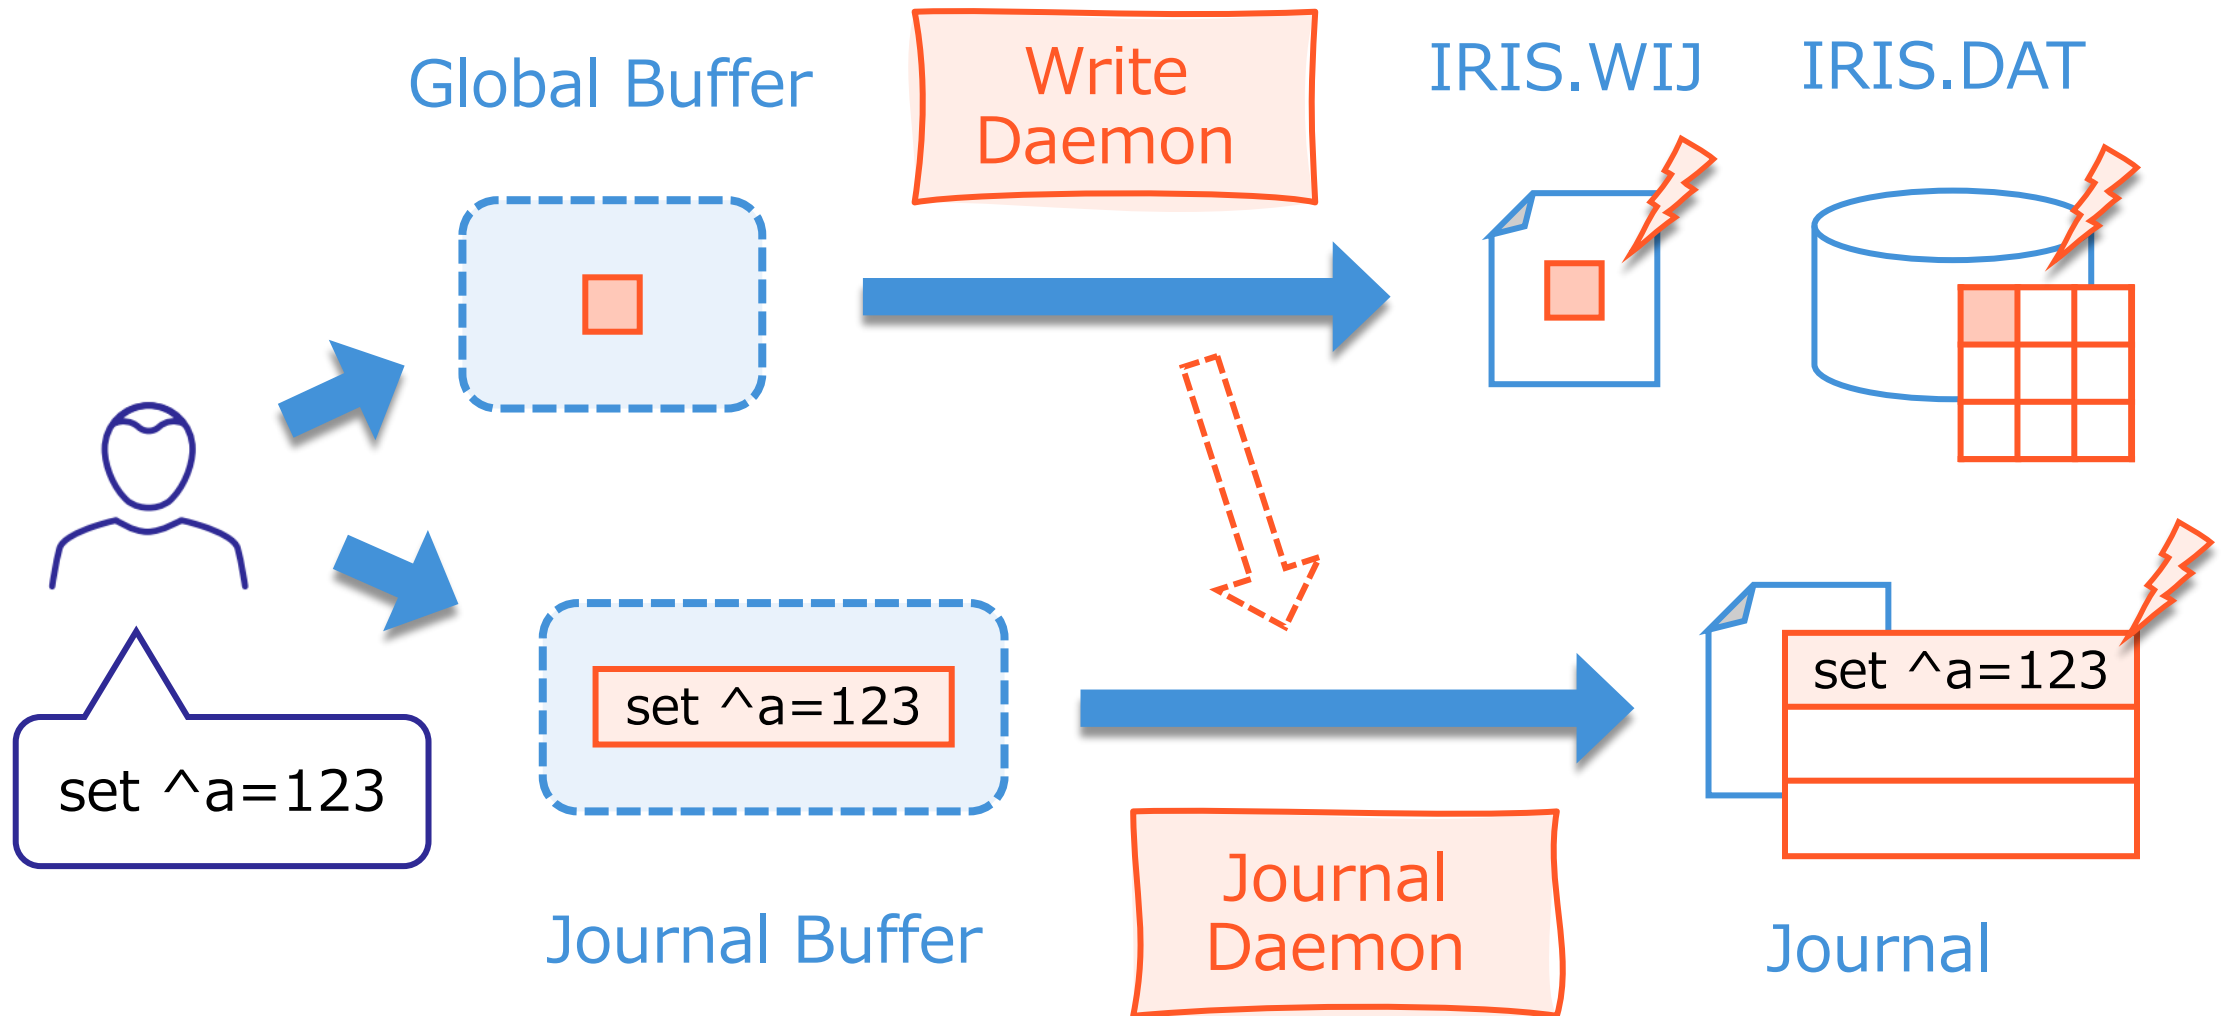 Global Buffer
Write
Daemon
IRIS.WIJ
IRIS.DAT
set ^a=123
set ^a=123
set ^a=123
Journal Buffer
Journal
Daemon
Journal